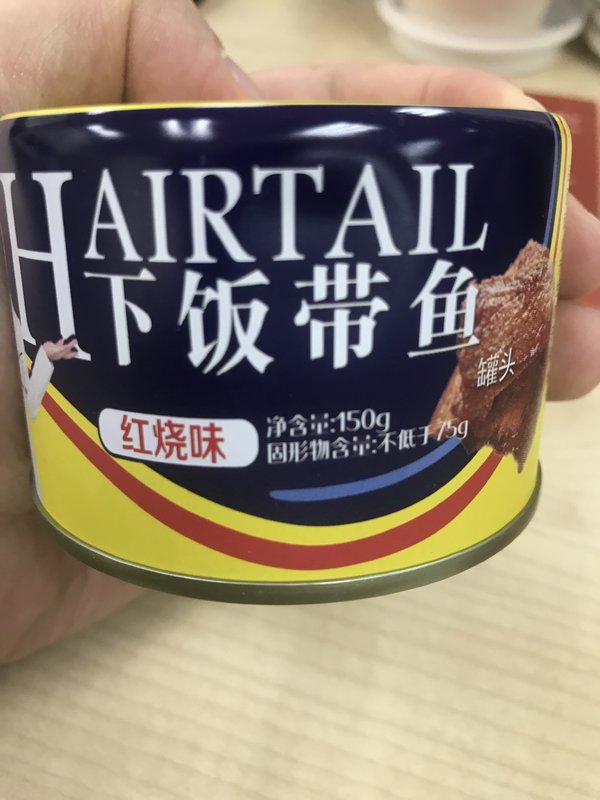 HAIRTAIL
下饭带鱼
罐头
红烧味
净含量:150g
固形物含量:不低于75g